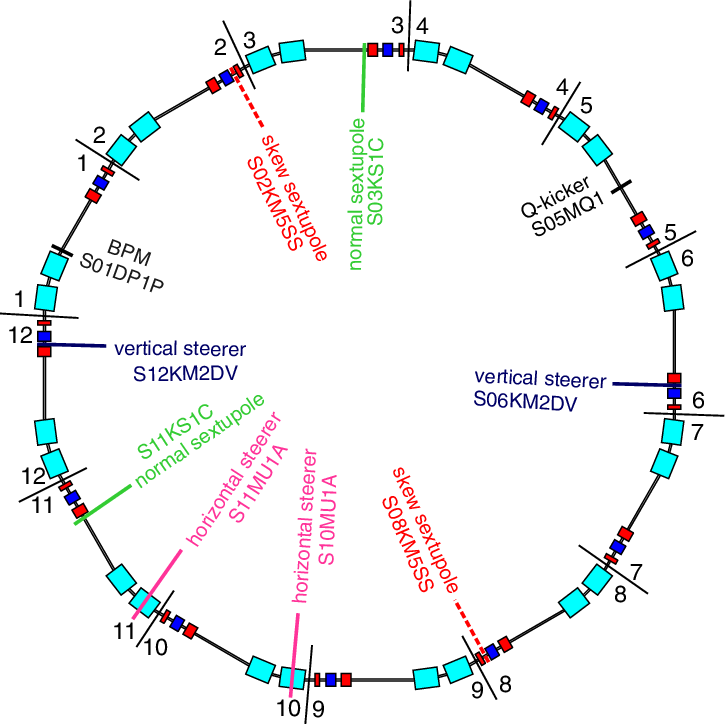 3
4
2
3
4
5
2
1
skew sextupole
S02KM5SS
normal sextupole
S03KS1C
Q-kicker
S05MQ1
5
6
BPM
S01DP1P
1
12
vertical steerer
S12KM2DV
vertical steerer
S06KM2DV
6
7
S11KS1C
normal sextupole
12
11
horizontal steerer
S11MU1A
horizontal steerer
S10MU1A
skew sextupole
S08KM5SS
7
8
11
10
10
9
9
8